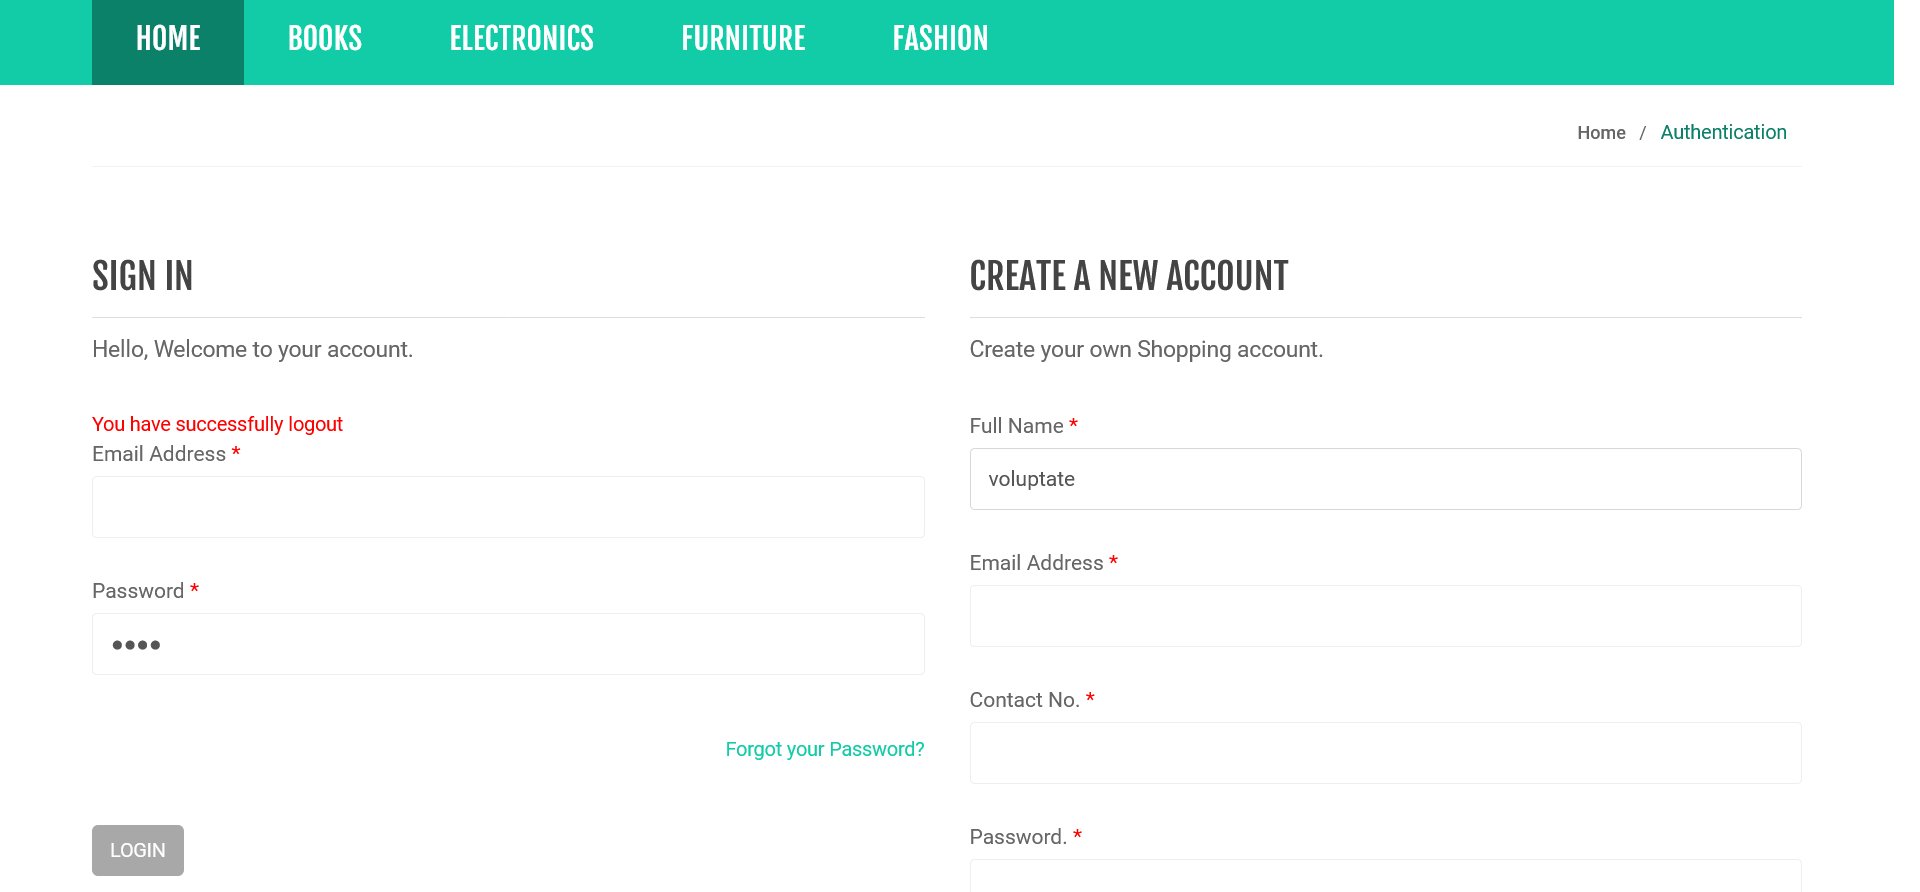 HOME BOOKS ELECTRONICS FURNITURE FASHION
Home / Authentication
SIGN IN
Hello, Welcome to your account.
You have successfully logout
Email Address *
Password *
••••
Forgot your Password?
LOGIN
CREATE A NEW ACCOUNT
Create your own Shopping account.
Full Name *
voluptate
Email Address *
Contact No. *
Password. *